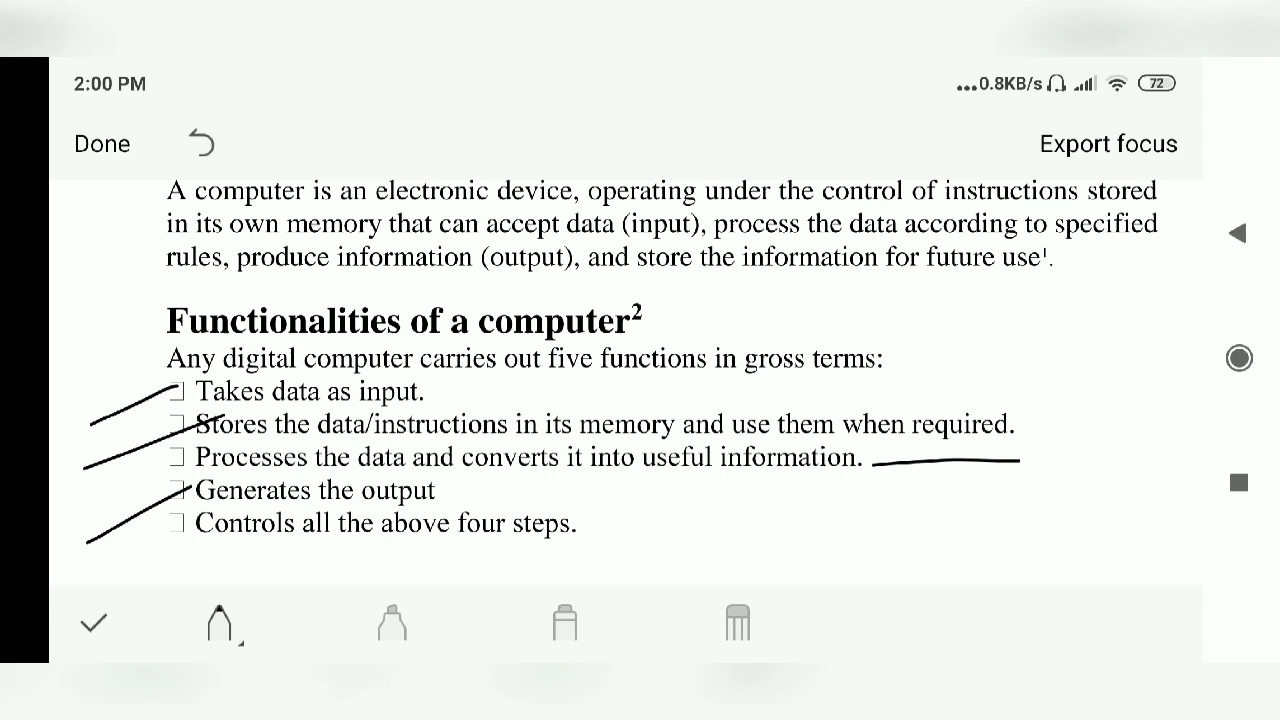 2:00 PM ...0.8KB/s 72
Done Export focus
A computer is an electronic device, operating under the control of instructions stored
in its own memory that can accept data (input), process the data according to specified
rules, produce information (output), and store the information for future use¹.
Functionalities of a computer²
Any digital computer carries out five functions in gross terms:
□ Takes data as input.
□ Stores the data/instructions in its memory and use them when required.
□ Processes the data and converts it into useful information.
□ Generates the output
□ Controls all the above four steps.